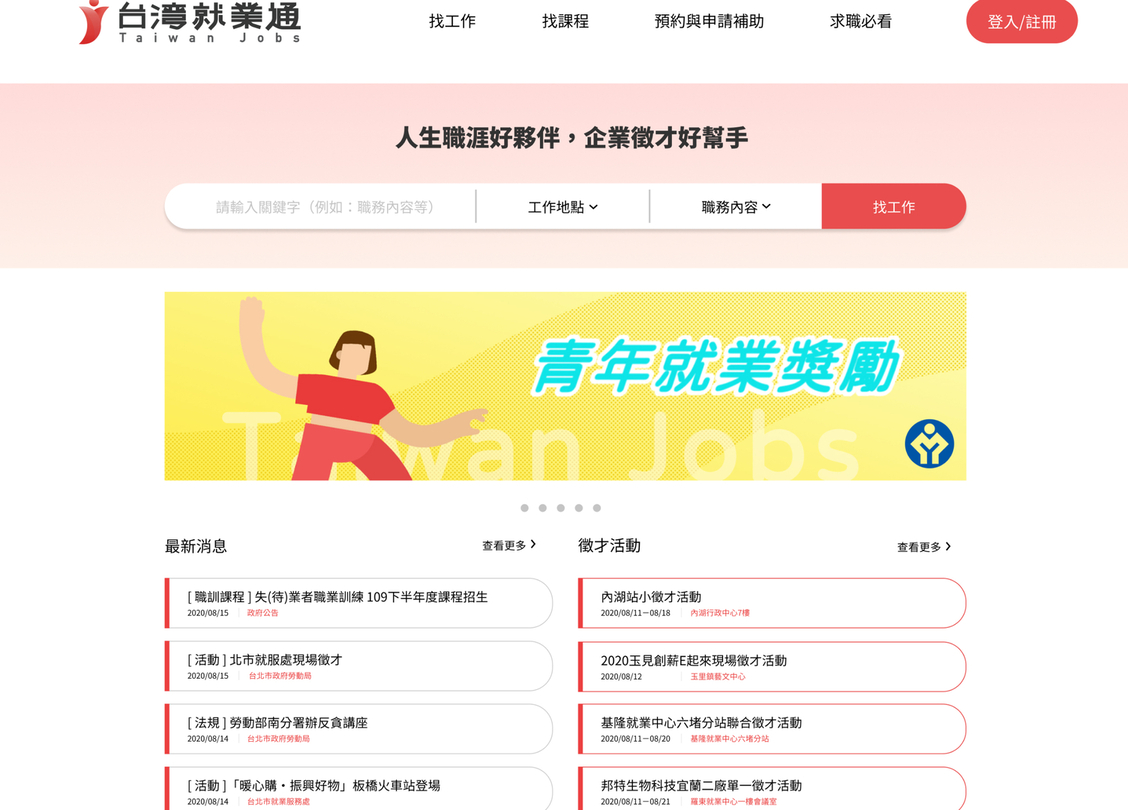 台湾就業通
Taiwan Jobs
找工作
找課程
預約與申請補助
求職必看
登入/註冊
人生職涯好夥伴，企業徵才好幫手
請輸入關鍵字（例如：職務內容等）
工作地點
職務內容
找工作
青年就業獎勵
Taiwan Jobs
最新消息
查看更多
[ 職訓課程 ] 失(待)業者職業訓練 109下半年度課程招生
2020/08/15 政府公告
[ 活動 ] 北市就服處現場徵才
2020/08/15 台北市政府勞動局
[ 法規 ] 勞動部南分署辦反貪講座
2020/08/14 台北市政府勞動局
[ 活動 ]「暖心購・振興好物」板橋火車站登場
2020/08/14 台北市就業服務處
徵才活動
查看更多
內湖站小徵才活動
2020/08/11－08/18 內湖行政中心7樓
2020玉見創薪E起來現場徵才活動
2020/08/12 玉里鎮藝文中心
基隆就業中心六堵分站聯合徵才活動
2020/08/11－08/20 基隆就業中心六堵分站
邦特生物科技宜蘭二廠單一徵才活動
2020/08/11－08/21 羅東就業中心一樓會議室